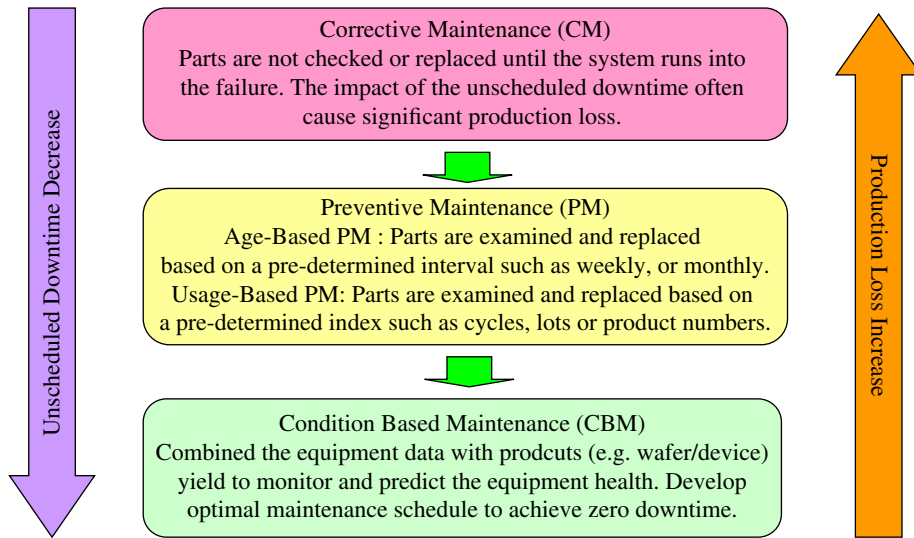 Unscheduled Downtime Decrease
Corrective Maintenance (CM)
Parts are not checked or replaced until the system runs into
the failure. The impact of the unscheduled downtime often
cause significant production loss.
Preventive Maintenance (PM)
Age-Based PM : Parts are examined and replaced
based on a pre-determined interval such as weekly, or monthly.
Usage-Based PM: Parts are examined and replaced based on
a pre-determined index such as cycles, lots or product numbers.
Condition Based Maintenance (CBM)
Combined the equipment data with prodcuts (e.g. wafer/device)
yield to monitor and predict the equipment health. Develop
optimal maintenance schedule to achieve zero downtime.
Production Loss Increase